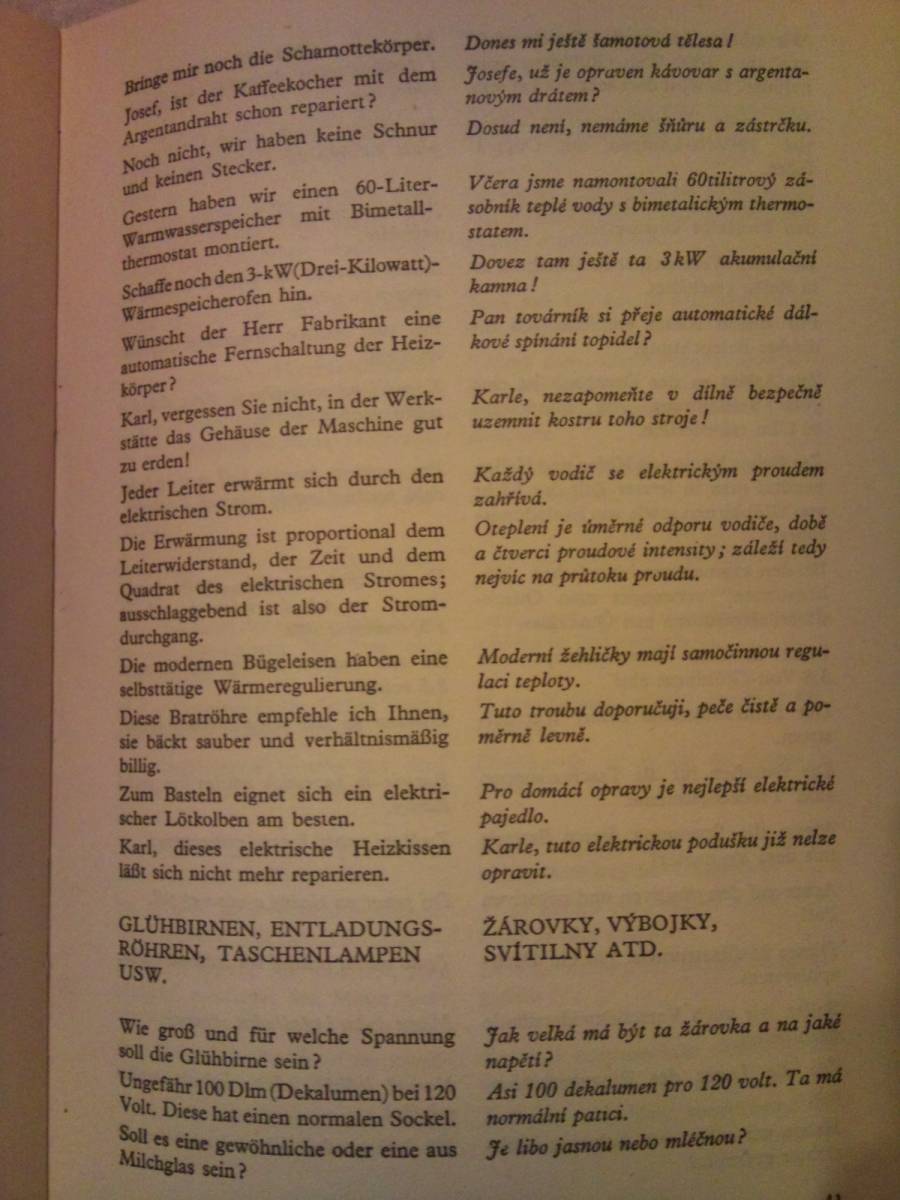 Bringe mir noch die Schamottekörper.
Josef, ist der Kaffeekocher mit dem
Argentandraht schon repariert?
Noch nicht, wir haben keine Schnur
und keinen Stecker.
Gestern haben wir einen 60-Liter-
Warmwasserspeicher mit Bimetall-
thermostat montiert.
Schaffe noch den 3-kW(Drei-Kilowatt)-
Wärmespeicherofen hin.
Wünscht der Herr Fabrikant eine
automatische Fernschaltung der Heiz-
körper?
Karl, vergessen Sie nicht, in der Werk-
stätte das Gehäuse der Maschine gut
zu erden!
Jeder Leiter erwärmt sich durch den
elektrischen Strom.
Die Erwärmung ist proportional dem
Leiterwiderstand, der Zeit und dem
Quadrat des elektrischen Stromes;
ausschlaggebend ist also der Strom-
durchgang.
Die modernen Bügeleisen haben eine
selbsttätige Wärmeregulierung.
Diese Bratröhre empfehle ich Ihnen,
sie bäckt sauber und verhältnismäßig
billig.
Zum Basteln eignet sich ein elektri-
scher Lötkolben am besten.
Karl, dieses elektrische Heizkissen
läßt sich nicht mehr reparieren.
GLÜHBIRNEN, ENTLADUNGS-
RÖHREN, TASCHENLAMPEN
USW.
Wie groß und für welche Spannung
soll die Glühbirne sein?
Ungefähr 100 Dlm (Dekalumen) bei 120
Volt. Diese hat einen normalen Sockel.
Soll es eine gewöhnliche oder eine aus
Milchglas sein?
Dones mi ještě šamotová tělesa!
Josefe, už je opraven kávovar s argenta-
novým drátem?
Dosud není, nemáme šňůru a zástrčku.
Včera jsme namontovali 60tilitrový zá-
sobník teplé vody s bimetalickým thermo-
statem.
Dovez tam ještě ta 3 kW akumulační
kamna!
Pan továrník si přeje automatické dál-
kové spínání topidel?
Karle, nezapomeňte v dílně bezpečně
uzemnit kostru toho stroje!
Každý vodič se elektrickým proudem
zahřívá.
Oteplení je úměrné odporu vodiče, době
a čtverci proudové intensity; záleží tedy
nejvíc na průtoku proudu.
Moderní žehličky mají samočinnou regu-
laci teploty.
Tuto troubu doporučuji, peče čistě a po-
měrně levně.
Pro domácí opravy je nejlepší elektrické
pajedlo.
Karle, tuto elektrickou podušku již nelze
opravit.
ŽÁROVKY, VÝBOJKY,
SVÍTILNY ATD.
Jak velká má být ta žárovka a na jaké
napětí?
Asi 100 dekalumen pro 120 volt. Ta má
normální patici.
Je libo jasnou nebo mléčnou?